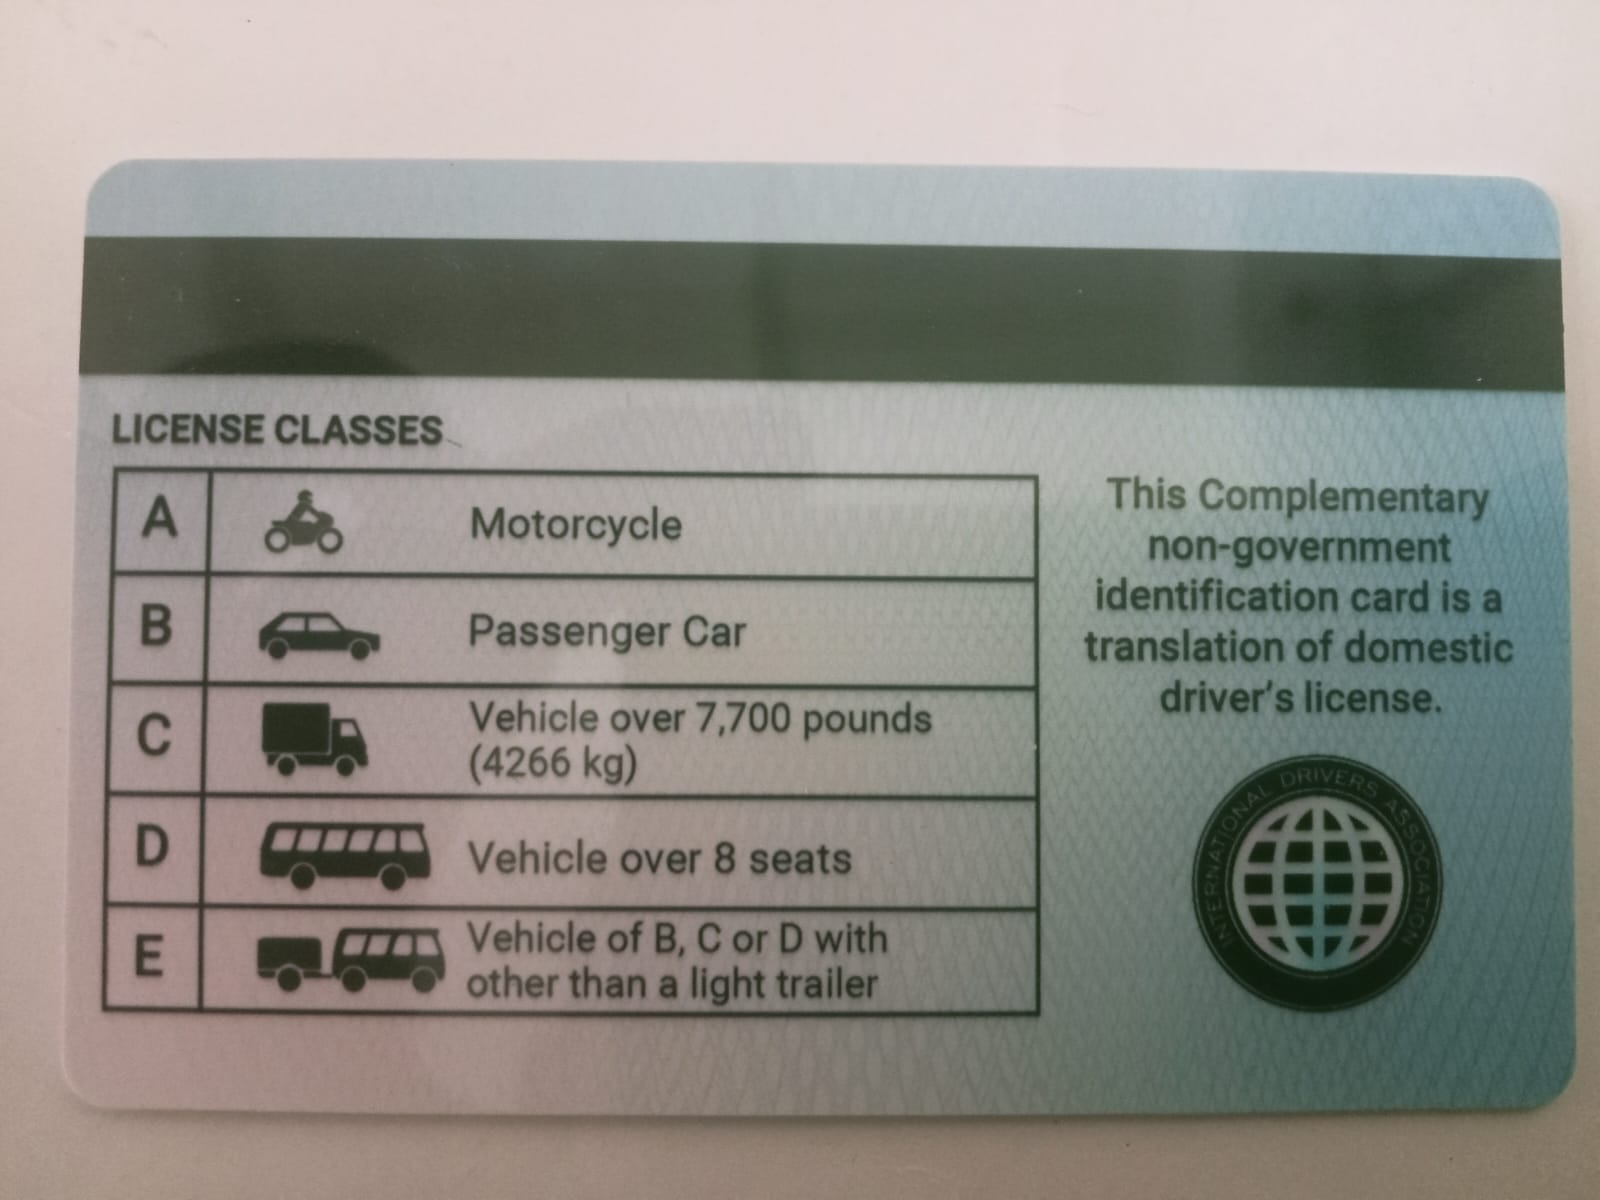 LICENSE CLASSES
A Motorcycle
B Passenger Car
C Vehicle over 7,700 pounds
(4266 kg)
D Vehicle over 8 seats
E Vehicle of B, C or D with
other than a light trailer
This Complementary
non-government
identification card is a
translation of domestic
driver's license.
INTERNATIONAL DRIVERS ASSOCIATION